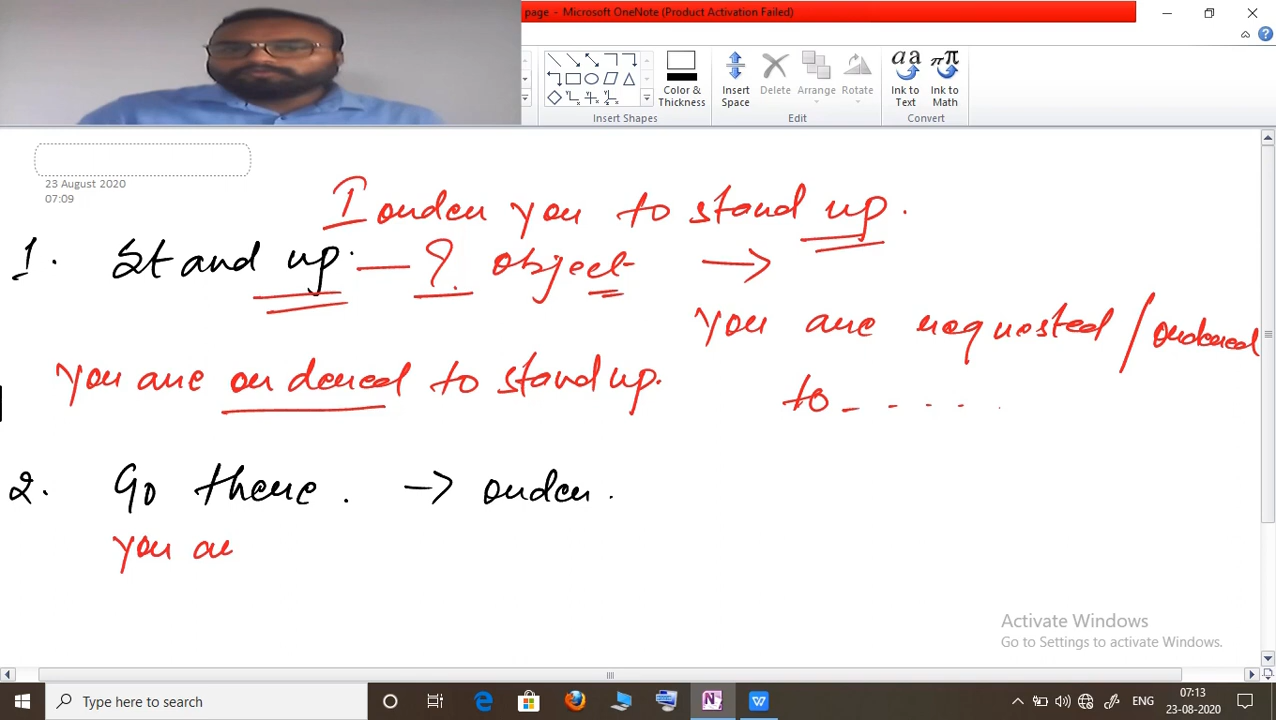 page - Microsoft OneNote (Product Activation Failed)
Color & Thickness
Insert Space
Delete
Arrange
Rotate
Ink to Text
Ink to Math
Insert Shapes
Edit
Convert
23 August 2020
07:09
I order you to stand up.
1. Stand up. — ? object →
You are requested / ordered
You are ordered to stand up.
to - - - - -
2. Go there. → order.
You ar
Activate Windows
Go to Settings to activate Windows.
Type here to search
ENG
07:13
23-08-2020